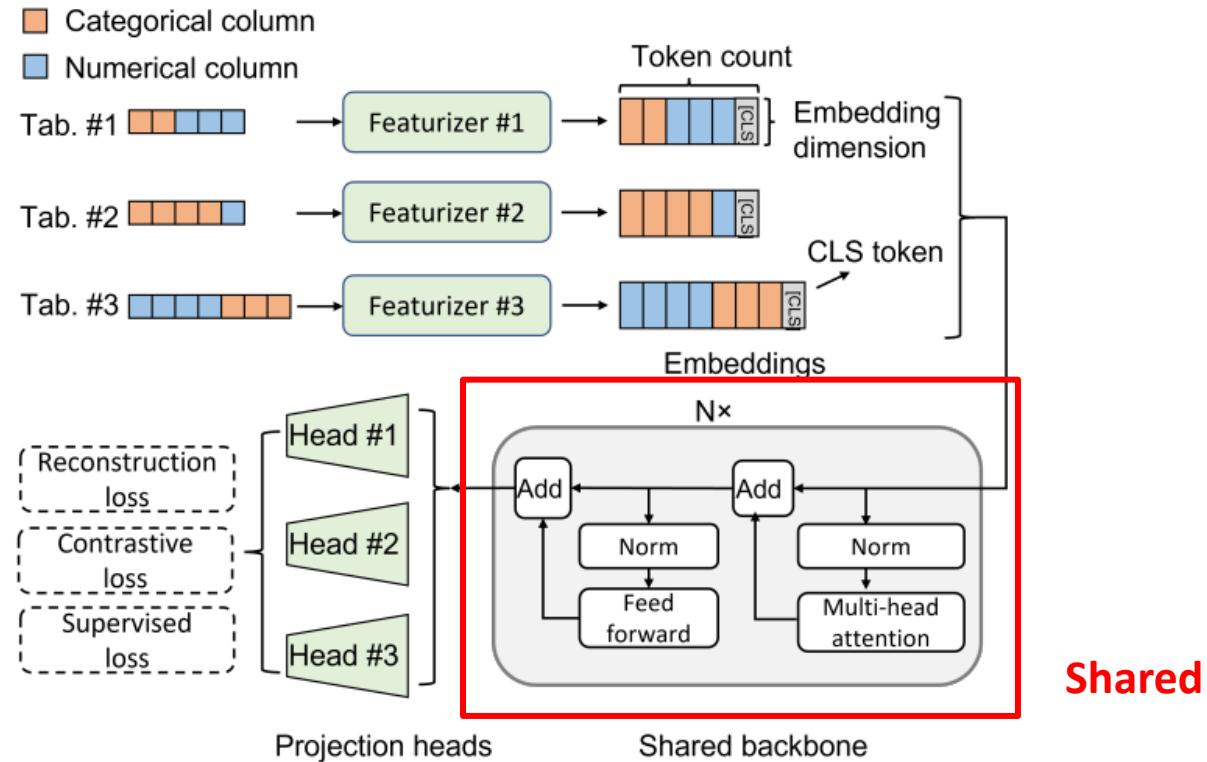 Categorical column
Numerical column
Token count
Tab. #1
Featurizer #1
[CLS]
Embedding
dimension
Tab. #2
Featurizer #2
[CLS]
CLS token
Tab. #3
Featurizer #3
[CLS]
Embeddings
N×
Head #1
Reconstruction
loss
Add
Add
Norm
Norm
Contrastive
loss
Head #2
Feed
forward
Multi-head
attention
Supervised
loss
Head #3
Shared
Projection heads
Shared backbone